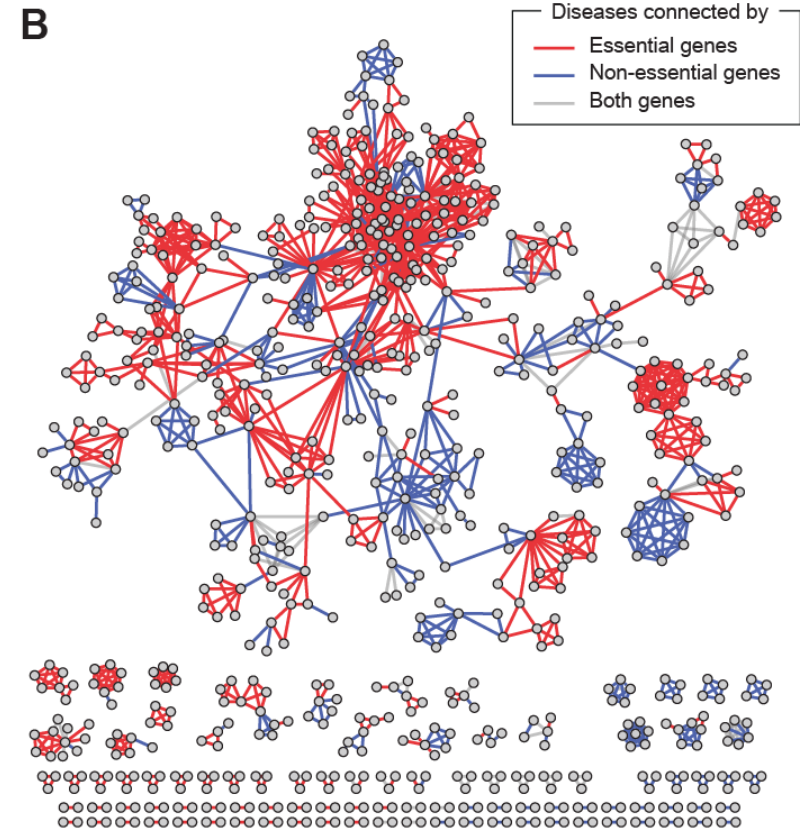 B
Diseases connected by
Essential genes
Non-essential genes
Both genes